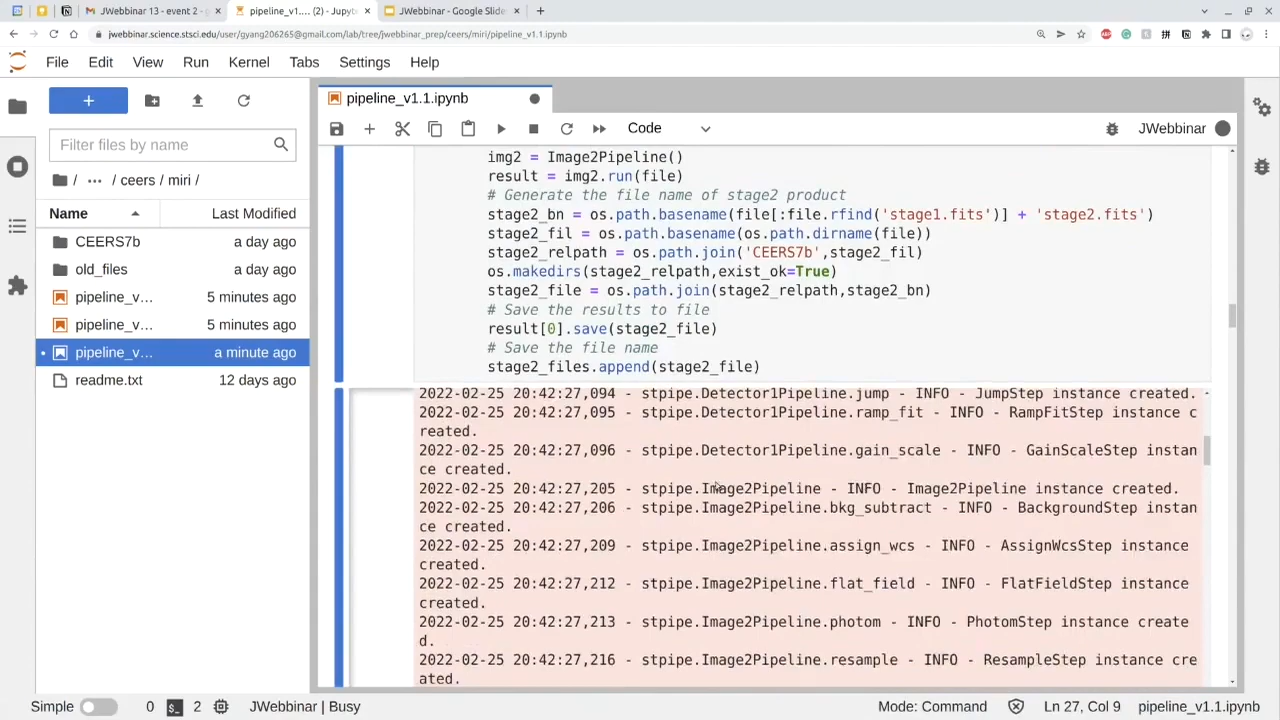 JWebbinar 13 - event 2 - g
pipeline_v1.... (2) - Jupyt
JWebbinar - Google Slide
jwebbinar.science.stsci.edu/user/gyang206265@gmail.com/lab/tree/jwebbinar_prep/ceers/miri/pipeline_v1.1.ipynb
File Edit View Run Kernel Tabs Settings Help
pipeline_v1.1.ipynb
Filter files by name
Code
JWebbinar
/ ··· / ceers / miri /
Name Last Modified
CEERS7b a day ago
old_files a day ago
pipeline_v... 5 minutes ago
pipeline_v... 5 minutes ago
pipeline_v... a minute ago
readme.txt 12 days ago
img2 = Image2Pipeline()
result = img2.run(file)
# Generate the file name of stage2 product
stage2_bn = os.path.basename(file[:file.rfind('stage1.fits')] + 'stage2.fits')
stage2_fil = os.path.basename(os.path.dirname(file))
stage2_relpath = os.path.join('CEERS7b',stage2_fil)
os.makedirs(stage2_relpath,exist_ok=True)
stage2_file = os.path.join(stage2_relpath,stage2_bn)
# Save the results to file
result[0].save(stage2_file)
# Save the file name
stage2_files.append(stage2_file)
2022-02-25 20:42:27,094 - stpipe.Detector1Pipeline.jump - INFO - JumpStep instance created.
2022-02-25 20:42:27,095 - stpipe.Detector1Pipeline.ramp_fit - INFO - RampFitStep instance c
reated.
2022-02-25 20:42:27,096 - stpipe.Detector1Pipeline.gain_scale - INFO - GainScaleStep instan
ce created.
2022-02-25 20:42:27,205 - stpipe.Image2Pipeline - INFO - Image2Pipeline instance created.
2022-02-25 20:42:27,206 - stpipe.Image2Pipeline.bkg_subtract - INFO - BackgroundStep instan
ce created.
2022-02-25 20:42:27,209 - stpipe.Image2Pipeline.assign_wcs - INFO - AssignWcsStep instance
created.
2022-02-25 20:42:27,212 - stpipe.Image2Pipeline.flat_field - INFO - FlatFieldStep instance
created.
2022-02-25 20:42:27,213 - stpipe.Image2Pipeline.photom - INFO - PhotomStep instance create
d.
2022-02-25 20:42:27,216 - stpipe.Image2Pipeline.resample - INFO - ResampleStep instance cre
ated.
Simple 0 2 JWebbinar | Busy Mode: Command Ln 27, Col 9 pipeline_v1.1.ipynb